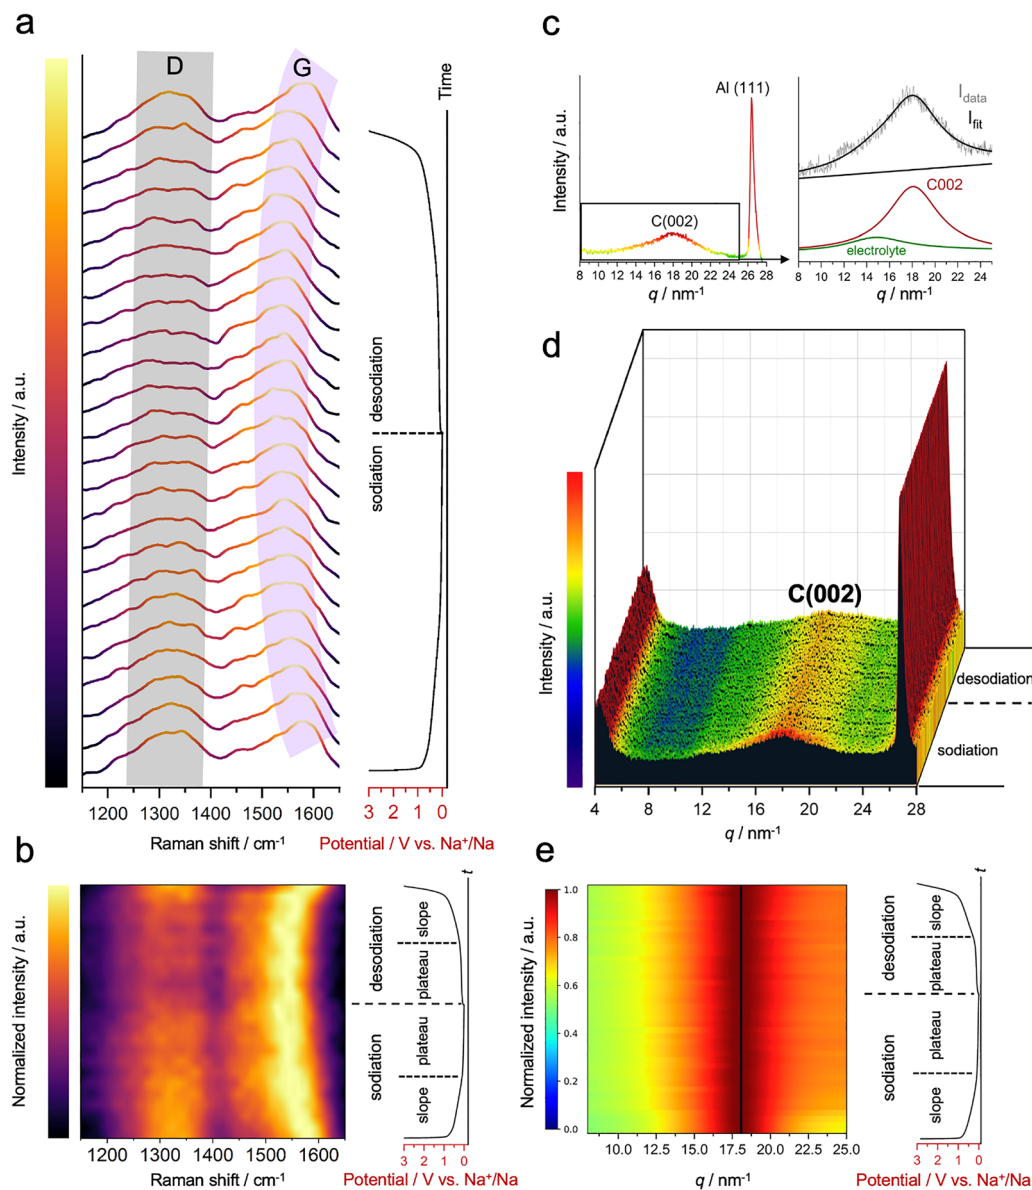 a
D
G
Time
Intensity / a.u.
desodiation
sodiation
1200 1300 1400 1500 1600
3 2 1 0
Raman shift / cm-1
Potential / V vs. Na+/Na
b
Normalized intensity / a.u.
desodiation
sodiation
slope
plateau
plateau
slope
t
1200 1300 1400 1500 1600
3 2 1 0
Raman shift / cm-1
Potential / V vs. Na+/Na
c
Intensity / a.u.
Al (111)
C(002)
8 10 12 14 16 18 20 22 24 26 28
q / nm-1
Idata
Ifit
C002
electrolyte
8 10 12 14 16 18 20 22 24
q / nm-1
d
Intensity / a.u.
C(002)
desodiation
sodiation
4 8 12 16 20 24 28
q / nm-1
e
Normalized intensity / a.u.
1.0
0.8
0.6
0.4
0.2
0.0
desodiation
sodiation
slope
plateau
plateau
slope
t
10.0 12.5 15.0 17.5 20.0 22.5 25.0
3 2 1 0
q / nm-1
Potential / V vs. Na+/Na